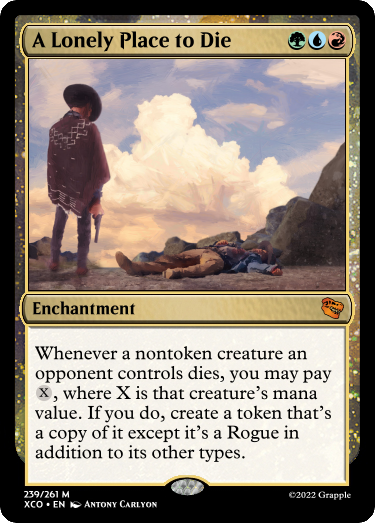 A Lonely Place to Die
Enchantment
Whenever a nontoken creature an
opponent controls dies, you may pay
X, where X is that creature's mana
value. If you do, create a token that's
a copy of it except it's a Rogue in
addition to its other types.
239/261 M
XCO • EN Antony Carlyon
©2022 Grapple